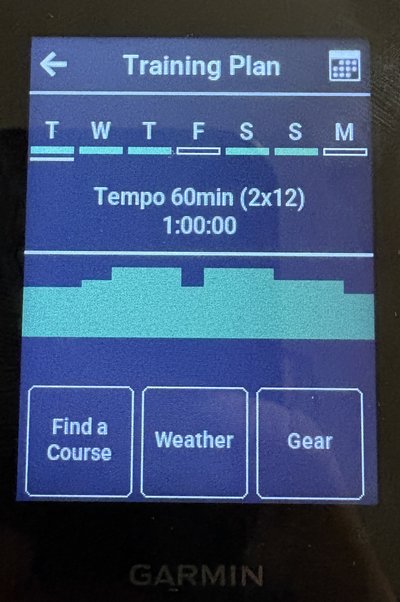 Training Plan
T W T F S S M
Tempo 60min (2x12)
1:00:00
Find a
Course
Weather
Gear
GARMIN